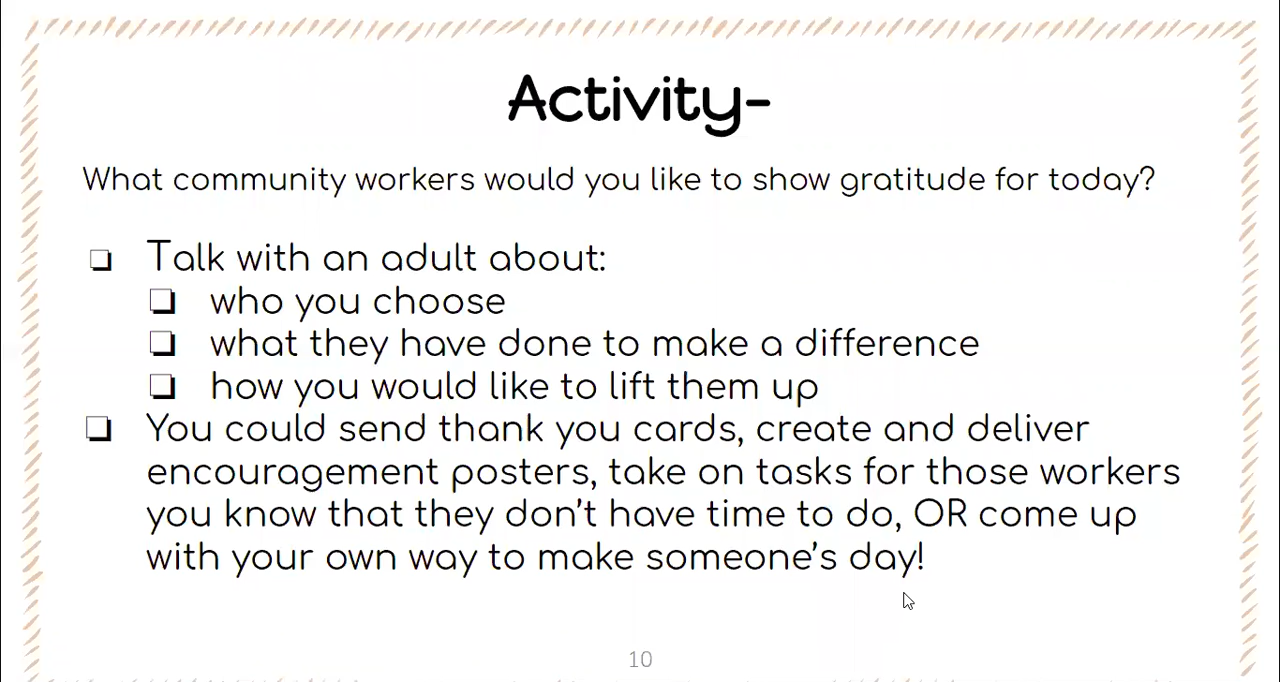 Activity-
What community workers would you like to show gratitude for today?
❏ Talk with an adult about:
❏ who you choose
❏ what they have done to make a difference
❏ how you would like to lift them up
❏ You could send thank you cards, create and deliver
encouragement posters, take on tasks for those workers
you know that they don’t have time to do, OR come up
with your own way to make someone’s day!
10